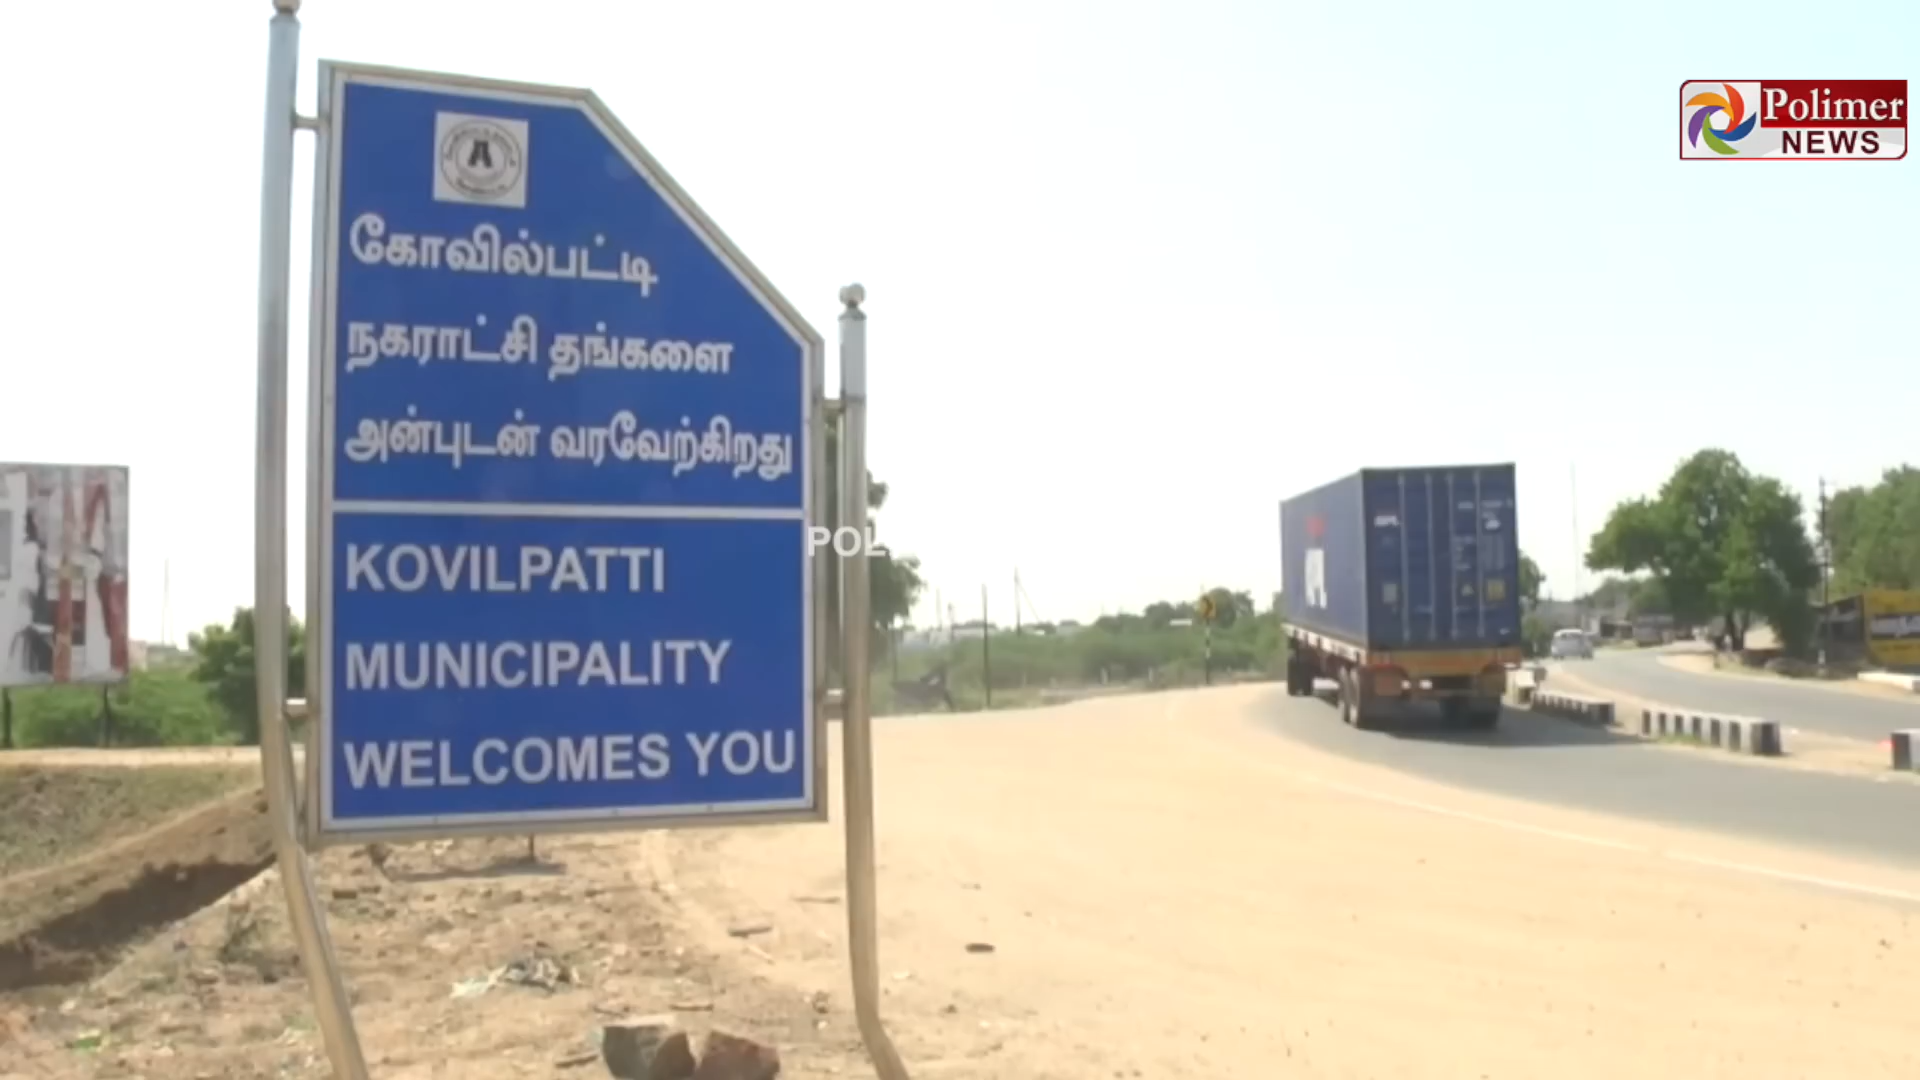 Polimer
NEWS
கோவில்பட்டி
நகராட்சி தங்களை
அன்புடன் வரவேற்கிறது
KOVILPATTI
MUNICIPALITY
WELCOMES YOU
POL